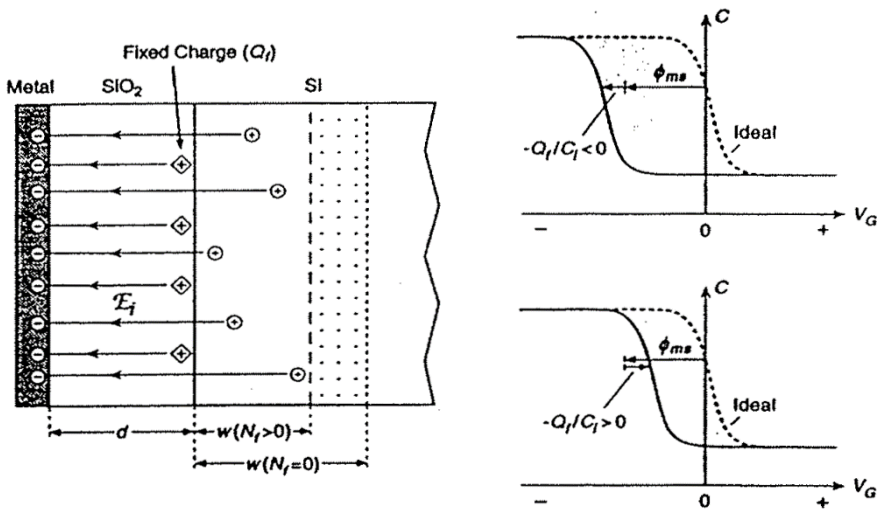 Fixed Charge (Q_f)
Metal SiO₂ Si
ℰ_i
d w(N_f>0)
w(N_f=0)
C
ϕ_ms
Ideal
-Q_f/C_I<0
− 0 + V_G
C
ϕ_ms
Ideal
-Q_f/C_I>0
− 0 + V_G